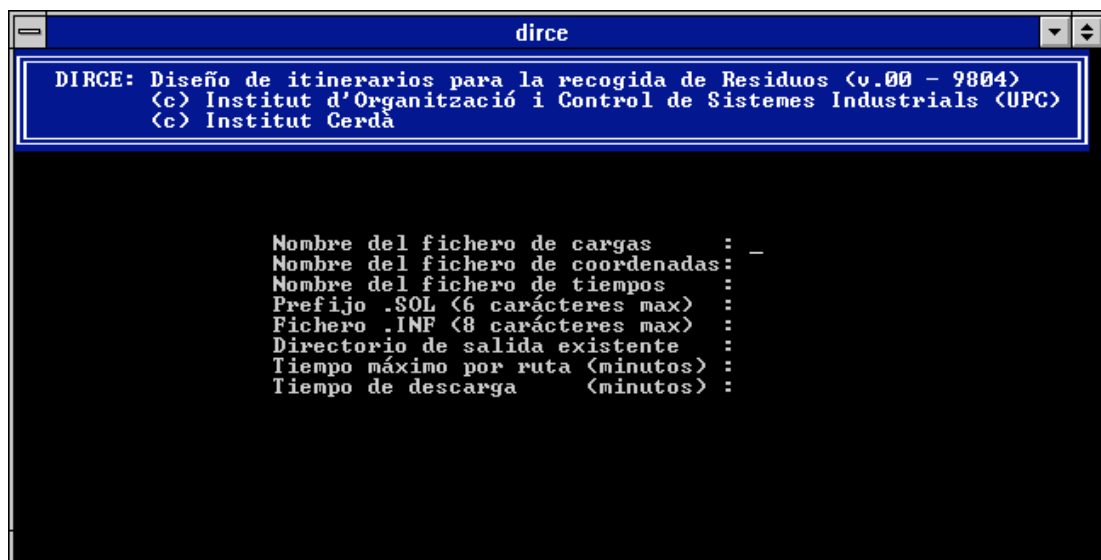 dirce
DIRCE: Diseño de itinerarios para la recogida de Residuos (v.00 - 9804)
(c) Institut d'Organització i Control de Sistemes Industrials (UPC)
(c) Institut Cerdà
Nombre del fichero de cargas : _
Nombre del fichero de coordenadas:
Nombre del fichero de tiempos :
Prefijo .SOL (6 carácteres max) :
Fichero .INF (8 carácteres max) :
Directorio de salida existente :
Tiempo máximo por ruta (minutos) :
Tiempo de descarga (minutos) :